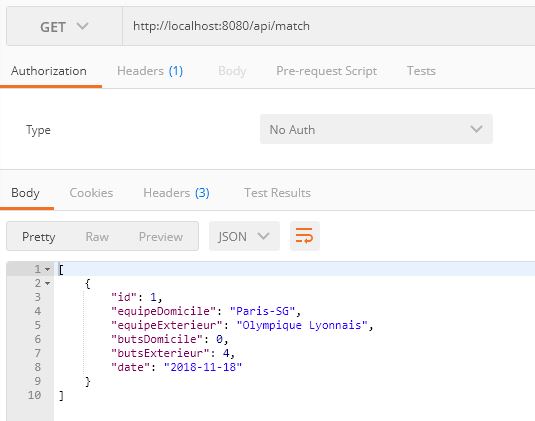 GET http://localhost:8080/api/match
Authorization Headers (1) Body Pre-request Script Tests
Type No Auth
Body Cookies Headers (3) Test Results
Pretty Raw Preview JSON
1 [
2 {
3 "id": 1,
4 "equipeDomicile": "Paris-SG",
5 "equipeExterieur": "Olympique Lyonnais",
6 "butsDomicile": 0,
7 "butsExterieur": 4,
8 "date": "2018-11-18"
9 }
10 ]